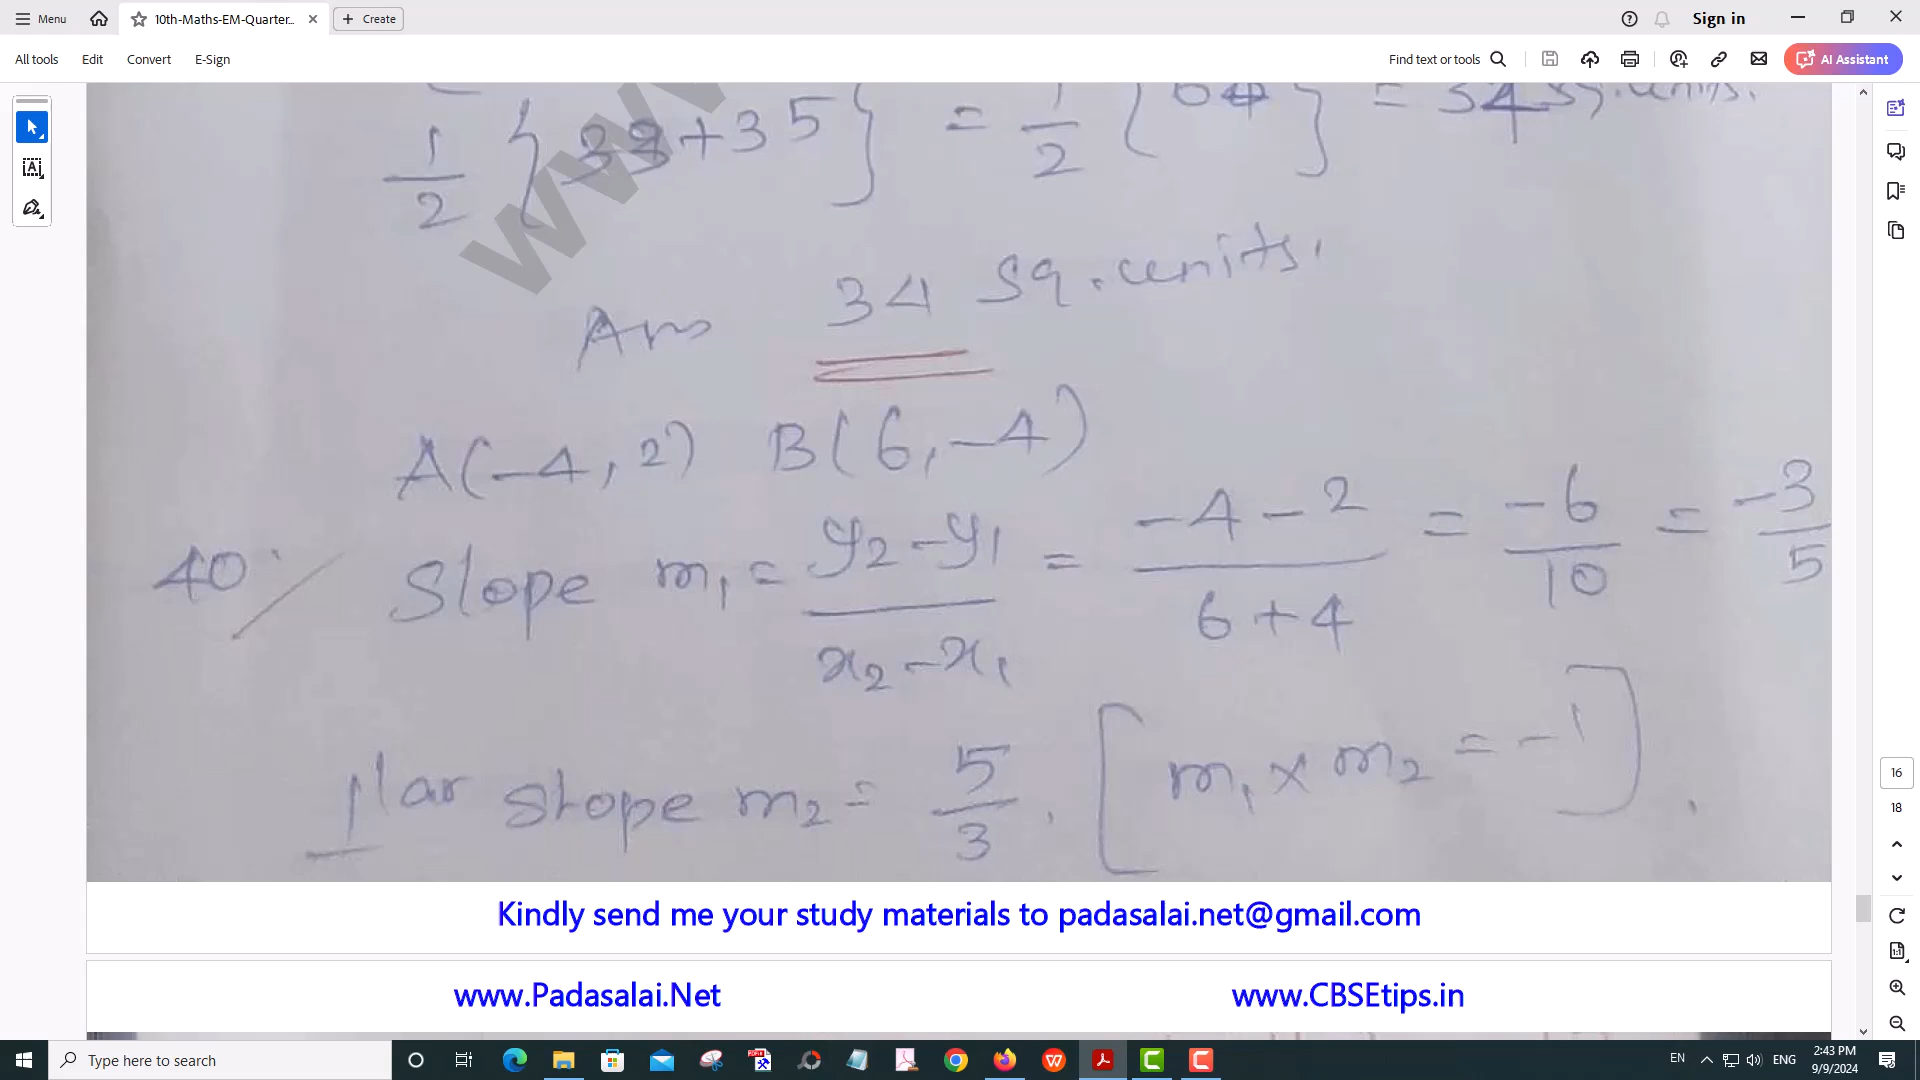 Menu 10th-Maths-EM-Quarter... Create Sign in
All tools Edit Convert E-Sign Find text or tools AI Assistant
1/2 {33+35} = 1/2 { } = 34 sq.units.
Ans 34 Sq.units.
A(-4, 2) B(6, -4)
40. Slope m₁ = y₂ - y₁ / x₂ - x₁ = -4 - 2 / 6 + 4 = -6/10 = -3/5
⊥lar Slope m₂ = 5/3. [m₁ x m₂ = -1].
16
18
Kindly send me your study materials to padasalai.net@gmail.com
www.Padasalai.Net www.CBSEtips.in
Type here to search EN ENG 2:43 PM
9/9/2024